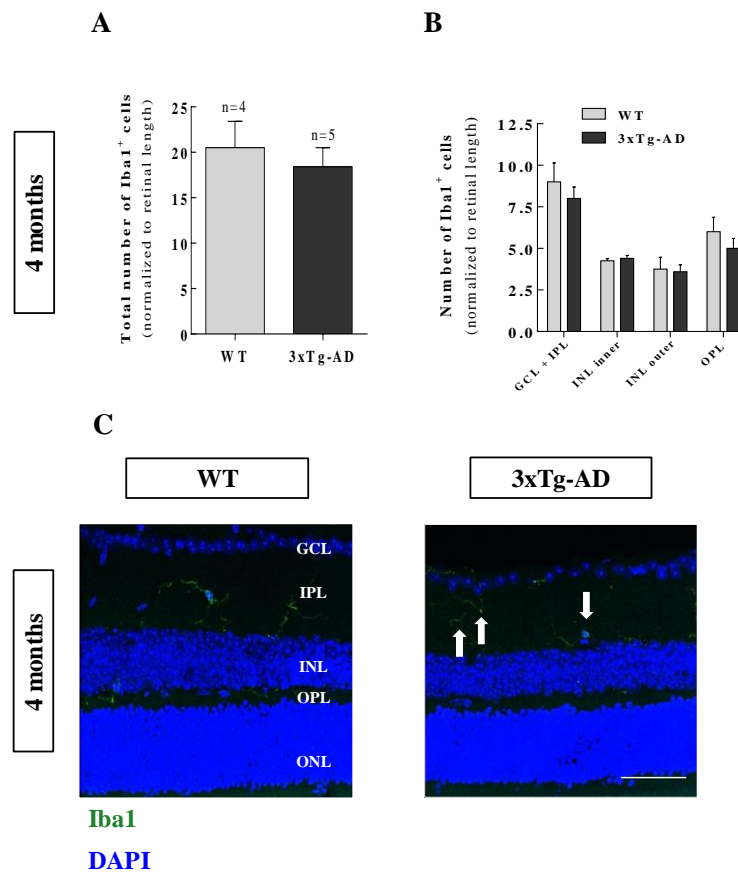 A
B
4 months
Total number of Iba1+ cells
(normalized to retinal length)
25
20
15
10
5
0
n=4
n=5
WT
3xTg-AD
Number of Iba1+ cells
(normalized to retinal length)
12.5
10.0
7.5
5.0
2.5
0.0
WT
3xTg-AD
GCL + IPL
INL inner
INL outer
OPL
C
WT
3xTg-AD
4 months
GCL
IPL
INL
OPL
ONL
Iba1
DAPI